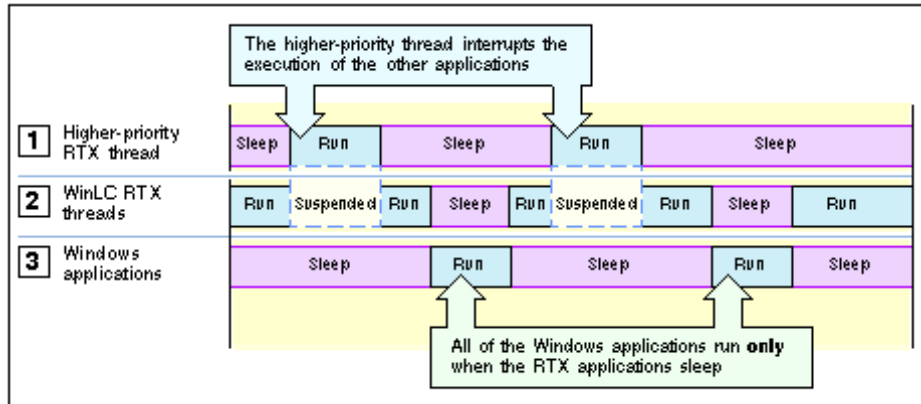 The higher-priority thread interrupts the
execution of the other applications
1 Higher-priority
RTX thread
Sleep Run Sleep Run Sleep
2 WinLC RTX
threads
Run Suspended Run Sleep Run Suspended Run Sleep Run
3 Windows
applications
Sleep Run Sleep Run Sleep
All of the Windows applications run only
when the RTX applications sleep